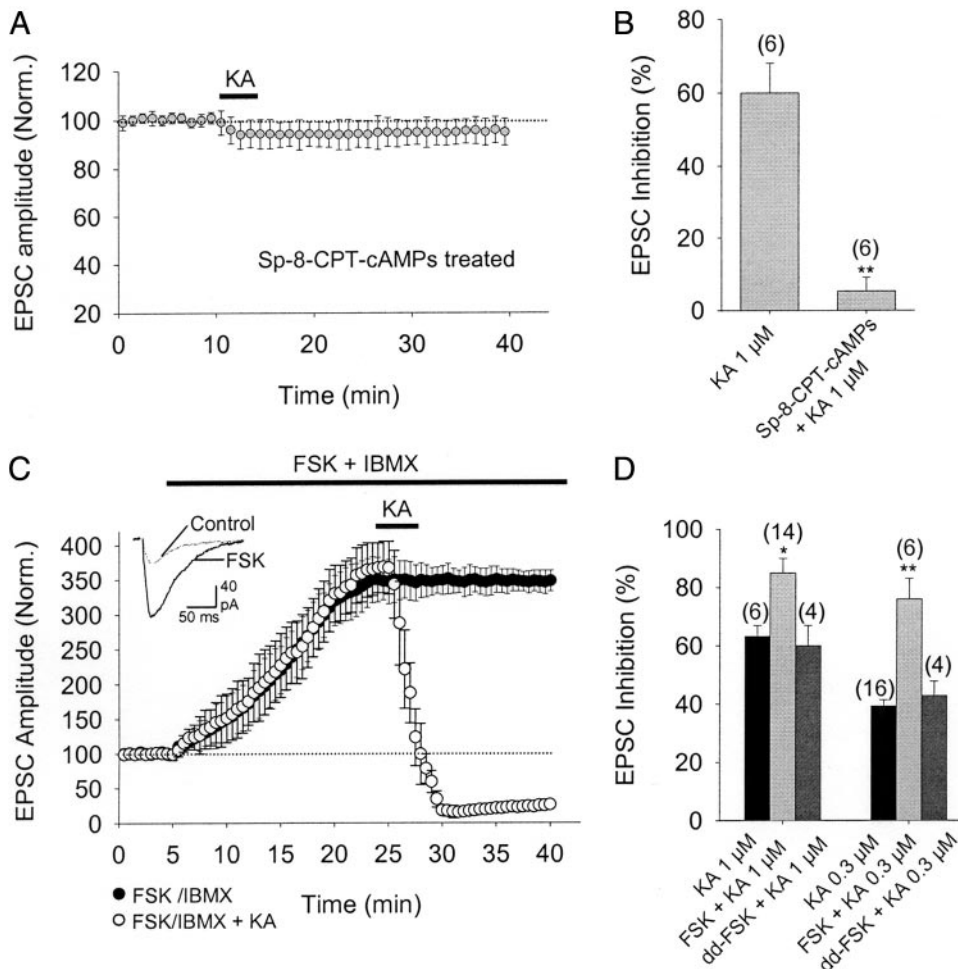 A
EPSC amplitude (Norm.)
120
100
80
60
40
20
KA
Sp-8-CPT-cAMPs treated
0 10 20 30 40
Time (min)
B
EPSC Inhibition (%)
80
60
40
20
0
(6)
(6)
**
KA 1 µM
Sp-8-CPT-cAMPs
+ KA 1 µM
C
FSK + IBMX
KA
EPSC Amplitude (Norm.)
400
350
300
250
200
150
100
50
0
Control
FSK
40
pA
50 ms
0 5 10 15 20 25 30 35 40
Time (min)
FSK /IBMX
FSK/IBMX + KA
D
EPSC Inhibition (%)
100
80
60
40
20
0
(6)
(14)
*
(4)
(16)
(6)
**
(4)
KA 1 µM
FSK + KA 1 µM
dd-FSK + KA 1 µM
KA 0.3 µM
FSK + KA 0.3 µM
dd-FSK + KA 0.3 µM